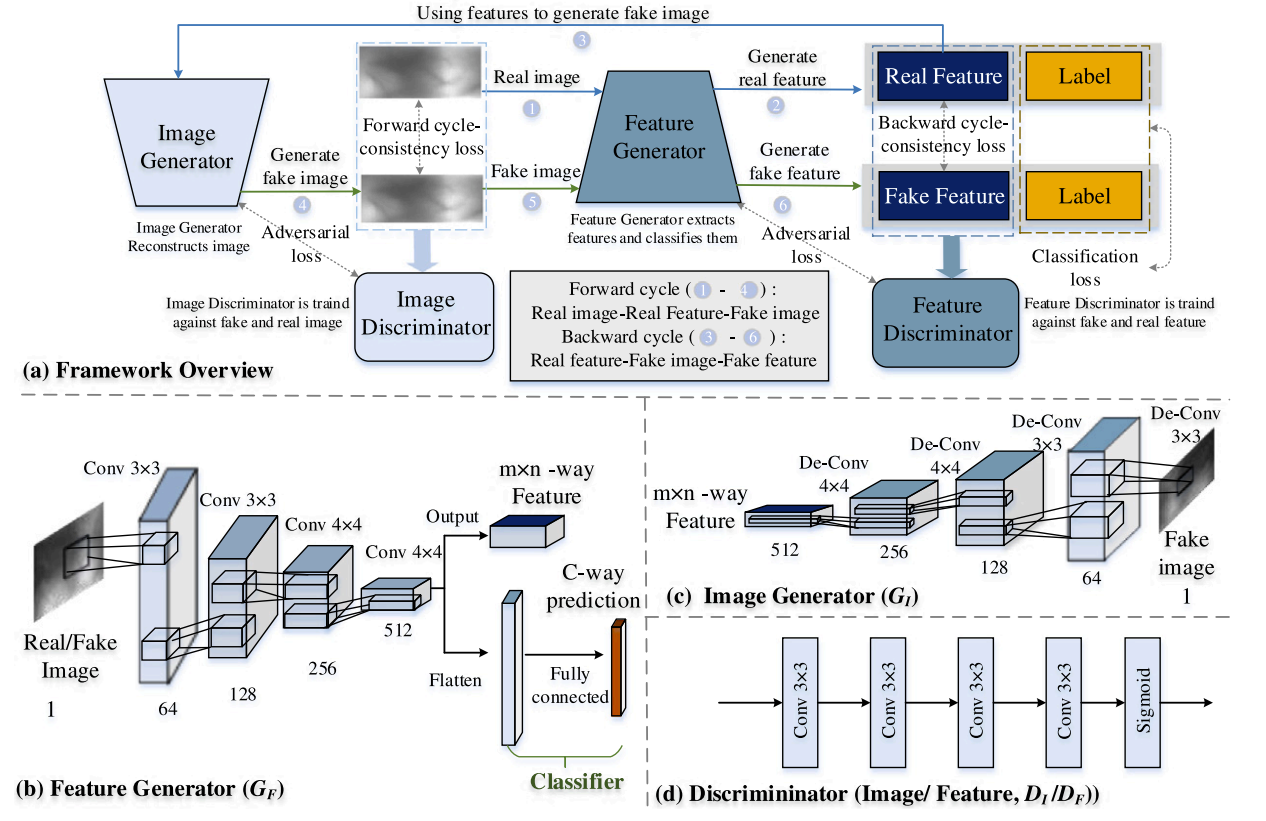 Using features to generate fake image
3
Image
Generator
Generate
fake image
4
Image Generator
Reconstructs image
Adversarial
loss
Forward cycle-
consistency loss
Real image
1
Fake image
5
Feature
Generator
Feature Generator extracts
features and classifies them
Generate
real feature
2
Generate
fake feature
6
Adversarial
loss
Real Feature
Label
Backward cycle-
consistency loss
Fake Feature
Label
Classification
loss
Image Discriminator is traind
against fake and real image
Image
Discriminator
Forward cycle ( 1 - 4 ) :
Real image-Real Feature-Fake image
Backward cycle ( 3 - 6 ) :
Real feature-Fake image-Fake feature
Feature
Discriminator
Feature Discriminator is traind
against fake and real feature
(a) Framework Overview
Conv 3×3
Conv 3×3
Conv 4×4
Conv 4×4
Real/Fake
Image
1
64
128
256
512
Output
m×n -way
Feature
Flatten
C-way
prediction
Fully
connected
Classifier
(b) Feature Generator (G_F)
m×n -way
Feature
De-Conv
4×4
De-Conv
4×4
De-Conv
3×3
De-Conv
3×3
512
256
128
64
Fake
image
1
(c) Image Generator (G_I)
Conv 3×3
Conv 3×3
Conv 3×3
Conv 3×3
Sigmoid
(d) Discrimininator (Image/ Feature, D_I /D_F))